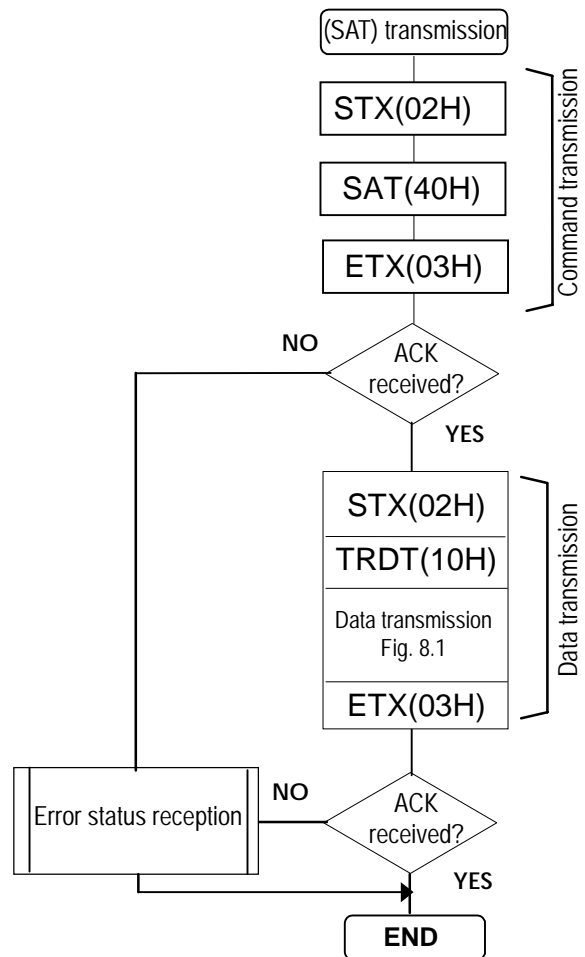 (SAT) transmission
STX(02H)
SAT(40H)
ETX(03H)
Command transmission
NO
ACK
received?
YES
STX(02H)
TRDT(10H)
Data transmission
Fig. 8.1
ETX(03H)
Data transmission
Error status reception
NO
ACK
received?
YES
END